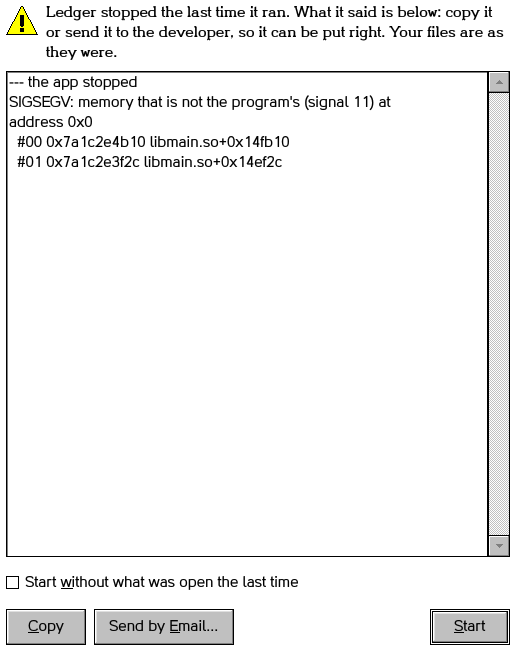 Ledger stopped the last time it ran. What it said is below: copy it
or send it to the developer, so it can be put right. Your files are as
they were.
--- the app stopped
SIGSEGV: memory that is not the program's (signal 11) at
address 0x0
#00 0x7a1c2e4b10 libmain.so+0x14fb10
#01 0x7a1c2e3f2c libmain.so+0x14ef2c
Start without what was open the last time
Copy
Send by Email...
Start